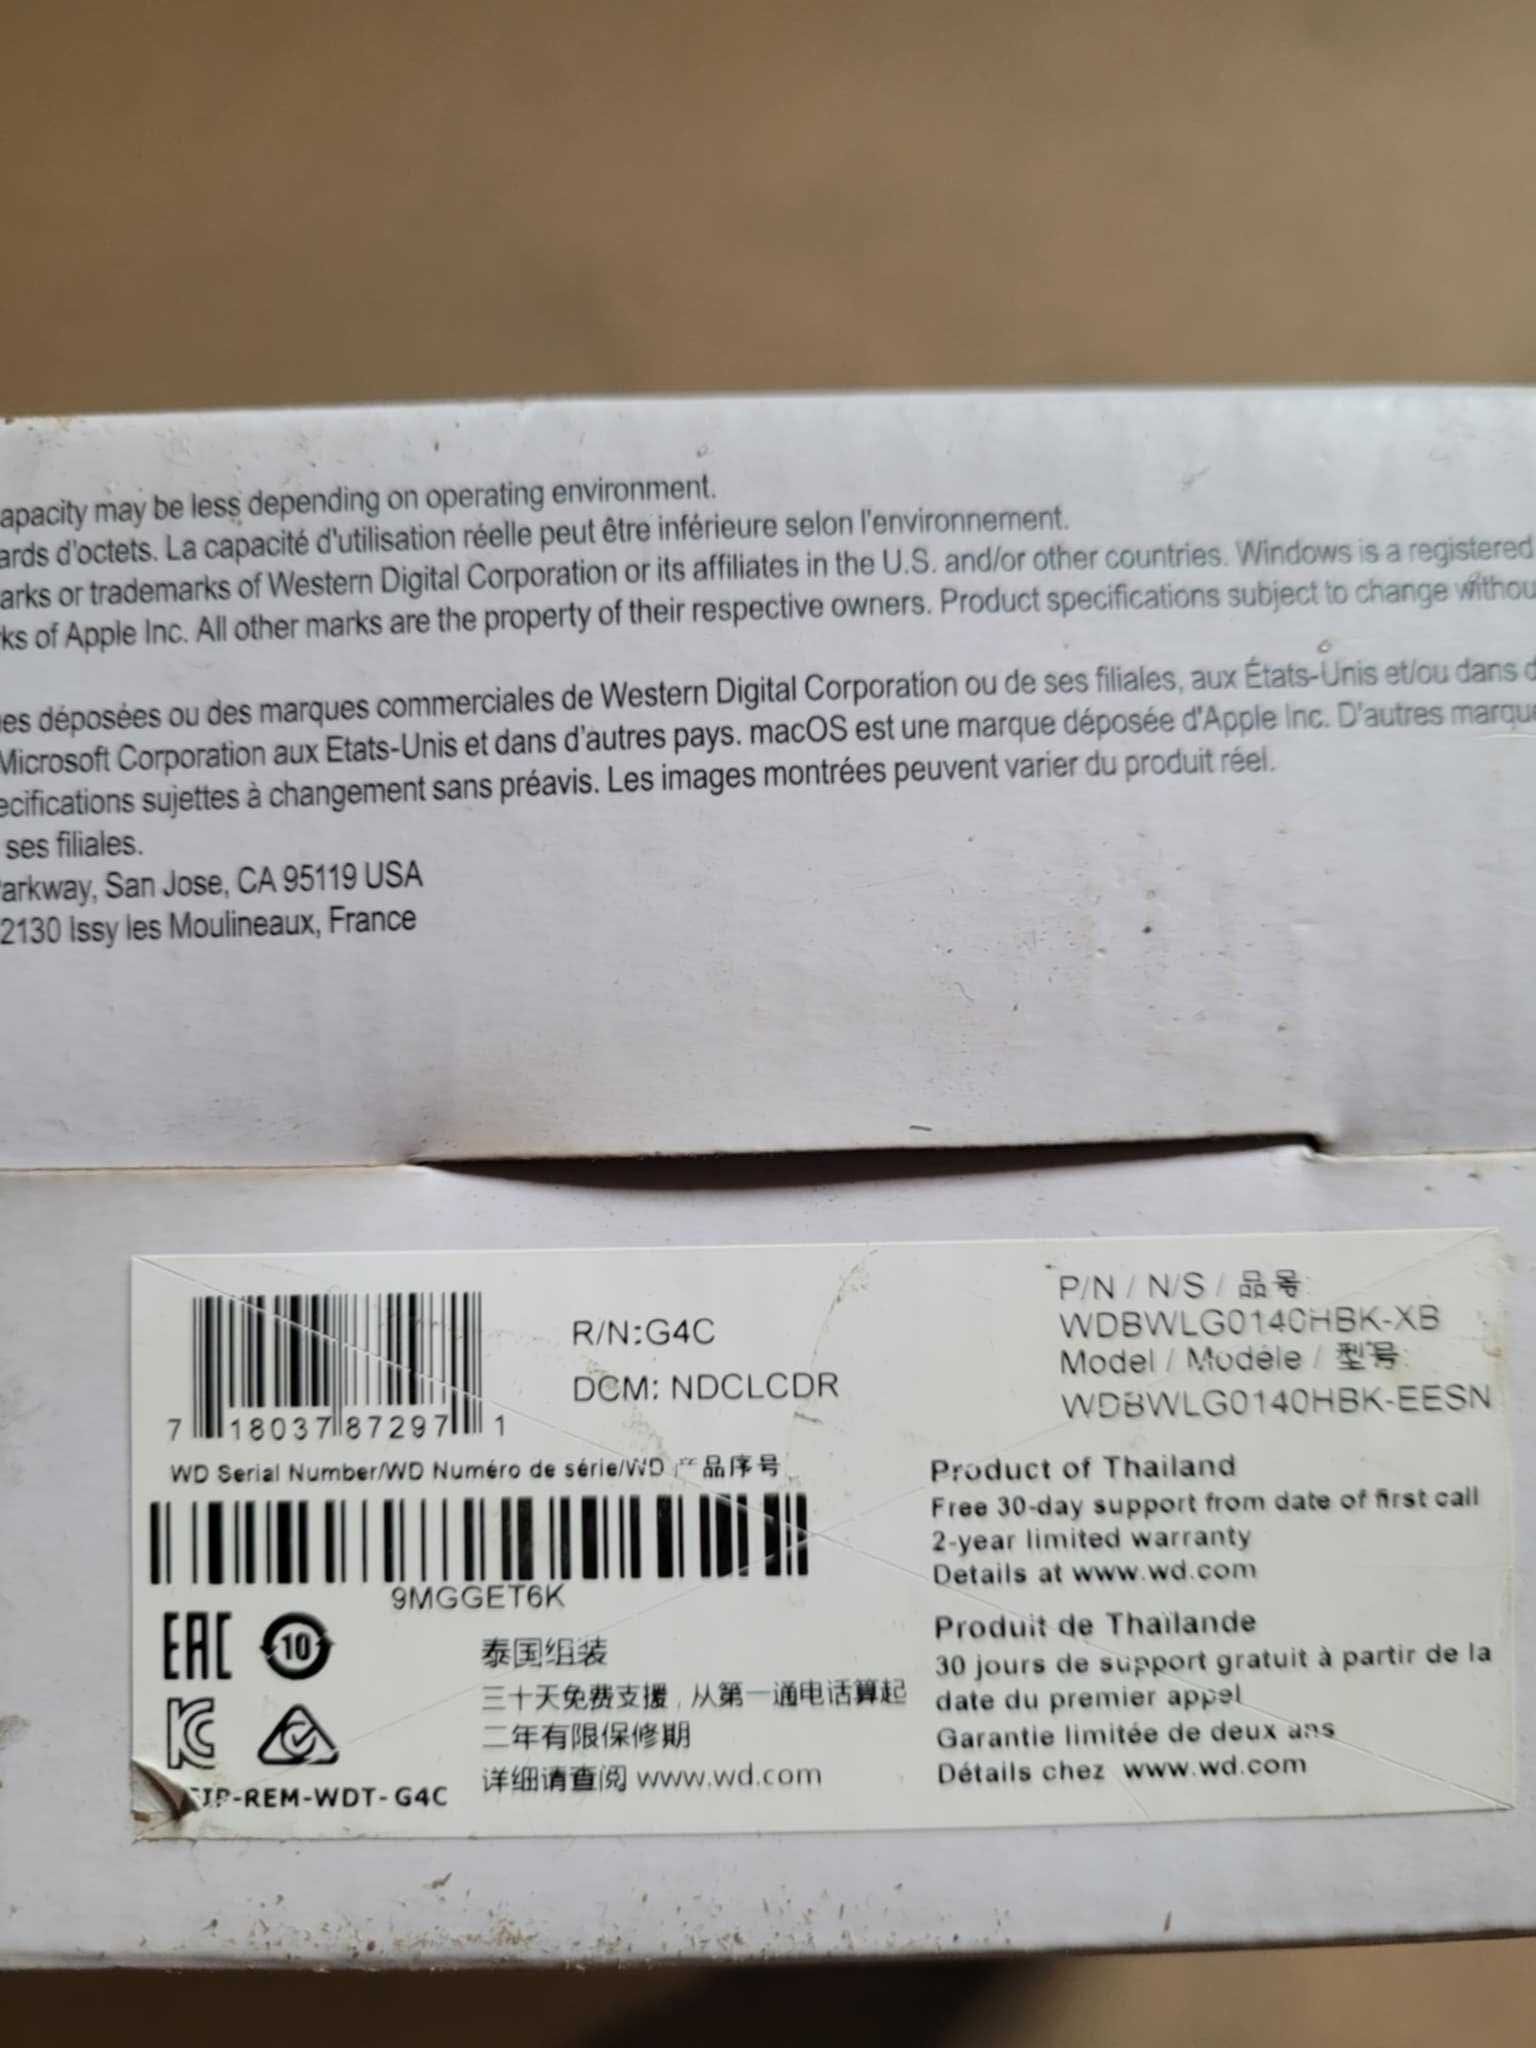 apacity may be less depending on operating environment.
ards d'octets. La capacité d'utilisation réelle peut être inférieure selon l'environnement.
arks or trademarks of Western Digital Corporation or its affiliates in the U.S. and/or other countries. Windows is a registered
ks of Apple Inc. All other marks are the property of their respective owners. Product specifications subject to change withou
es déposées ou des marques commerciales de Western Digital Corporation ou de ses filiales, aux États-Unis et/ou dans d
Microsoft Corporation aux Etats-Unis et dans d'autres pays. macOS est une marque déposée d'Apple Inc. D'autres marque
ecifications sujettes à changement sans préavis. Les images montrées peuvent varier du produit réel.
ses filiales.
arkway, San Jose, CA 95119 USA
2130 Issy les Moulineaux, France
7 18037 87297 1
R/N:G4C
DCM: NDCLCDR
P/N / N/S / 品号:
WDBWLG0140HBK-XB
Model / Modèle / 型号:
WDBWLG0140HBK-EESN
WD Serial Number/WD Numéro de série/WD 产品序号
9MGGET6K
Product of Thailand
Free 30-day support from date of first call
2-year limited warranty
Details at www.wd.com
Produit de Thaïlande
30 jours de support gratuit à partir de la
date du premier appel
Garantie limitée de deux ans
Détails chez www.wd.com
EAC
10
泰国组装
三十天免费支援，从第一通电话算起
二年有限保修期
详细请查阅 www.wd.com
-REM-WDT-G4C